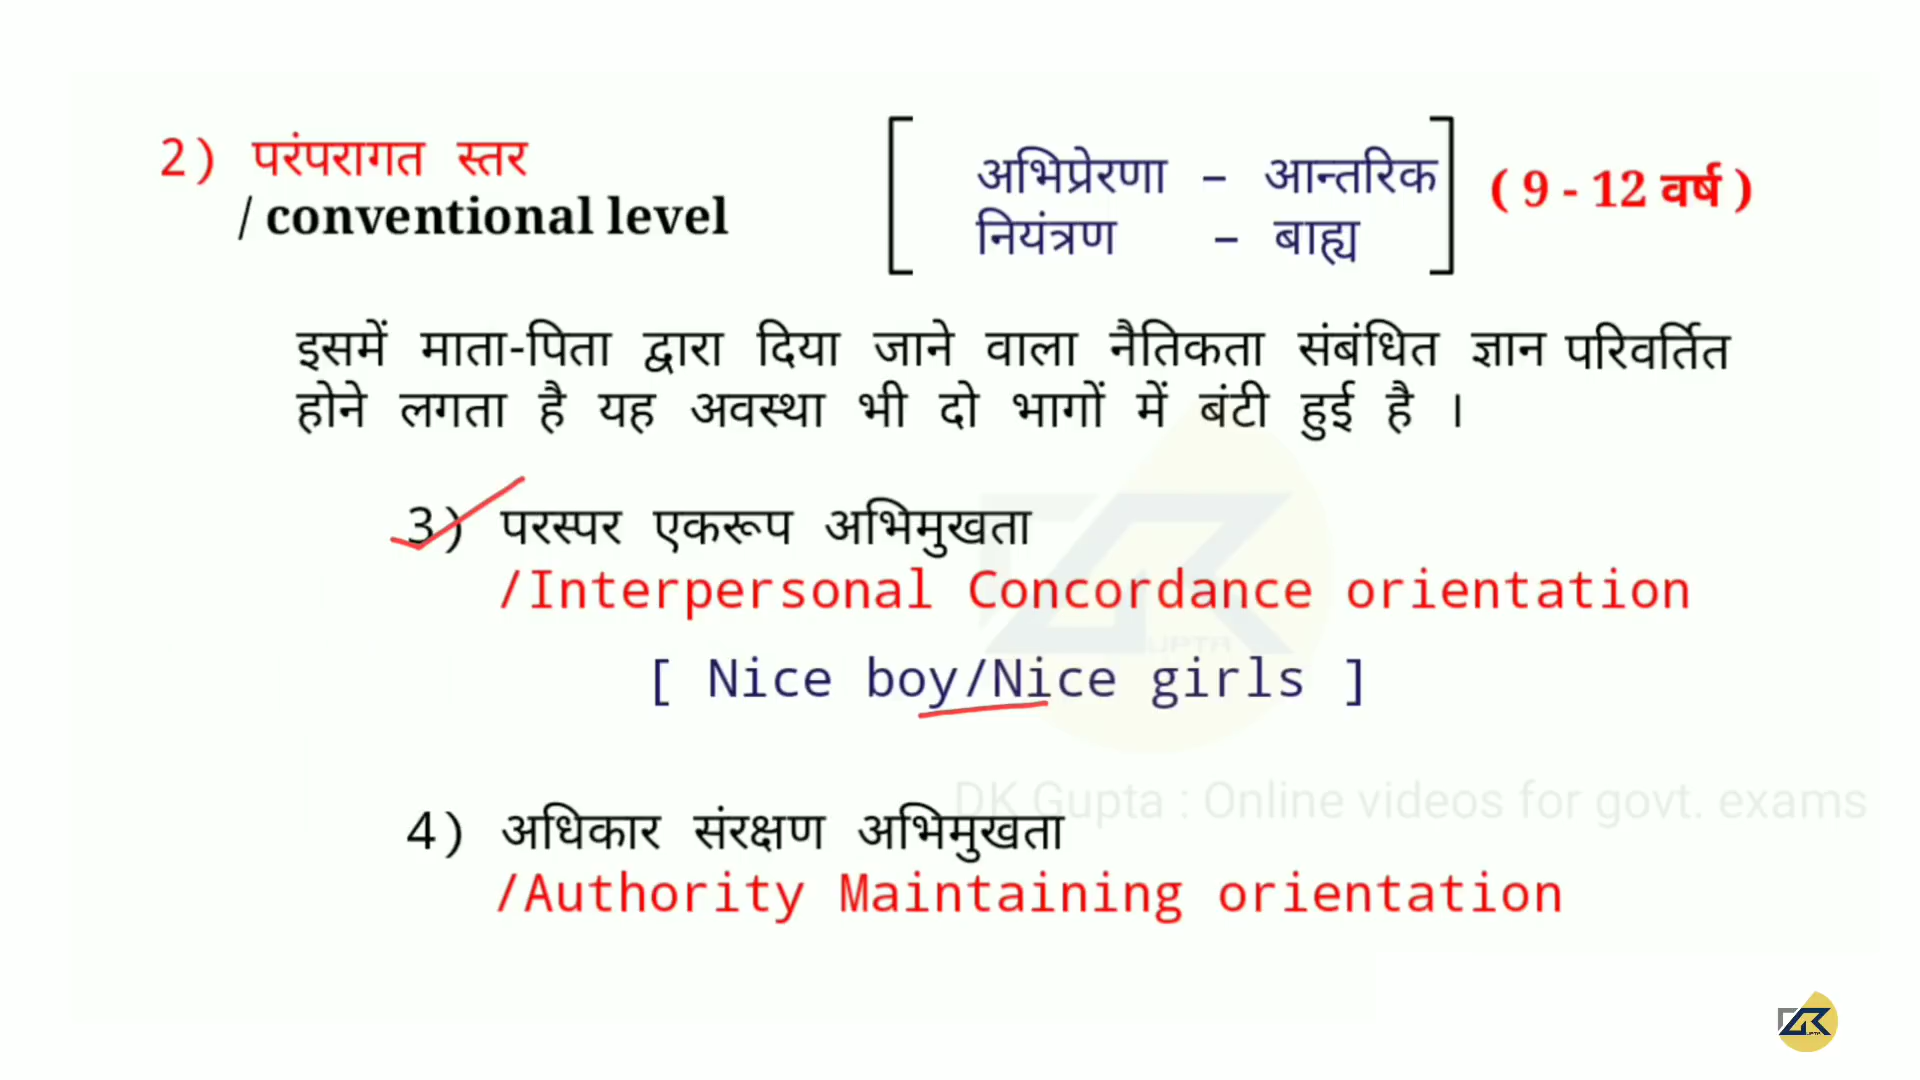 2) परंपरागत स्तर
/ conventional level
[ अभिप्रेरणा – आन्तरिक
नियंत्रण – बाह्य ]
( 9 - 12 वर्ष )
इसमें माता-पिता द्वारा दिया जाने वाला नैतिकता संबंधित ज्ञान परिवर्तित
होने लगता है यह अवस्था भी दो भागों में बंटी हुई है ।
3) परस्पर एकरूप अभिमुखता
/Interpersonal Concordance orientation
[ Nice boy/Nice girls ]
DK Gupta : Online videos for govt. exams
4) अधिकार संरक्षण अभिमुखता
/Authority Maintaining orientation